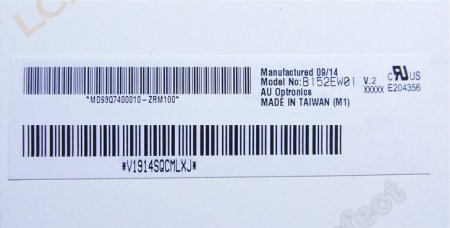 *MD93Q7400010-ZRM100*
Manufactured 09/14
Model No:B152EW01 V.2
AU Optronics XXXXX
MADE IN TAIWAN (M1)
C UR US
E204356
*V1914SQCMLXJ*